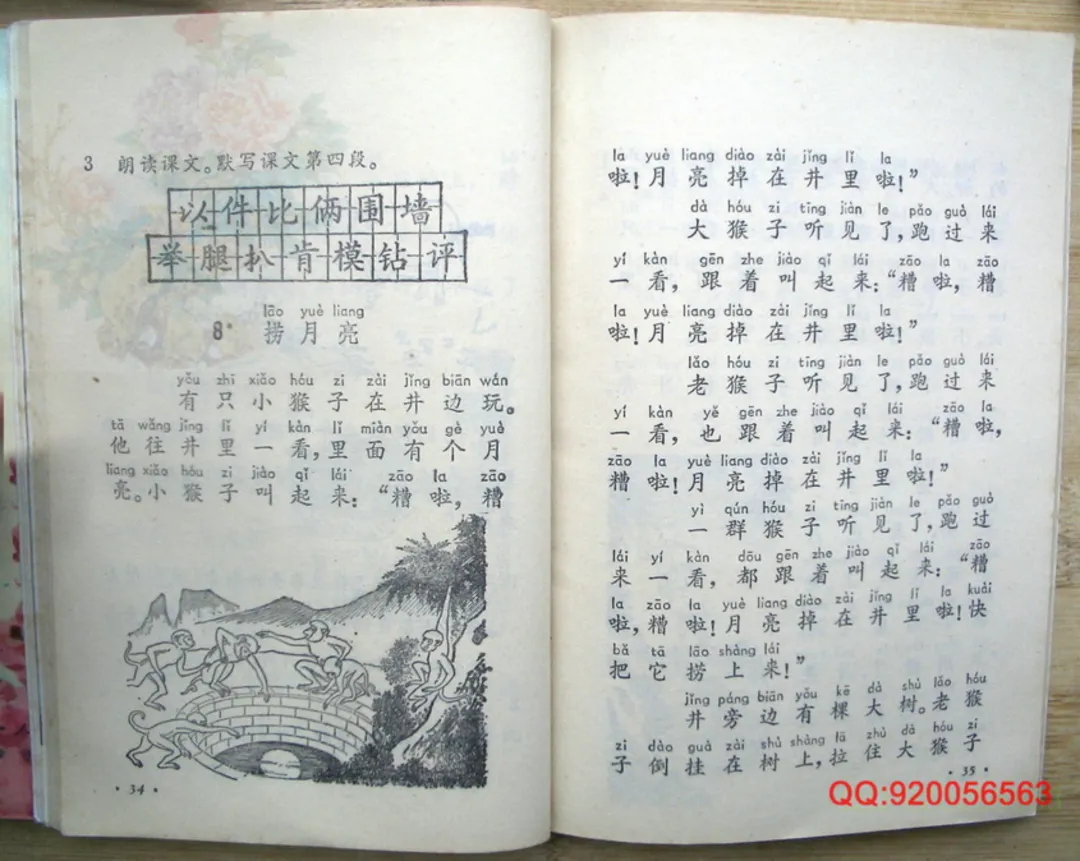 3 朗读课文。默写课文第四段。
以件比俩围墙
举腿扒肯模钻评
lāo yuè liang
8* 捞月亮
yǒu zhī xiǎo hóu zi zài jǐng biān wán
有只小猴子在井边玩。
tā wǎng jǐng lǐ yí kàn lǐ miàn yǒu gè yuè
他往井里一看，里面有个月
liang xiǎo hóu zi jiào qǐ lái zāo la zāo
亮。小猴子叫起来：“糟啦，糟
·34·
la yuè liang diào zài jǐng lǐ la
啦！月亮掉在井里啦！”
dà hóu zi tīng jiàn le pǎo guò lái
大猴子听见了，跑过来
yí kàn gēn zhe jiào qǐ lái zāo la zāo
一看，跟着叫起来：“糟啦，糟
la yuè liang diào zài jǐng lǐ la
啦！月亮掉在井里啦！”
lǎo hóu zi tīng jiàn le pǎo guò lái
老猴子听见了，跑过来
yí kàn yě gēn zhe jiào qǐ lái zāo la
一看，也跟着叫起来：“糟啦，
zāo la yuè liang diào zài jǐng lǐ la
糟啦！月亮掉在井里啦！”
yì qún hóu zi tīng jiàn le pǎo guò
一群猴子听见了，跑过
lái yí kàn dōu gēn zhe jiào qǐ lái zāo
来一看，都跟着叫起来：“糟
la zāo la yuè liang diào zài jǐng lǐ la kuài
啦，糟啦！月亮掉在井里啦！快
bǎ tā lāo shàng lái
把它捞上来！”
jǐng páng biān yǒu kē dà shù lǎo hóu
井旁边有棵大树。老猴
zi dào guà zài shù shàng lā zhù dà hóu zi
子倒挂在树上，拉住大猴子
·35·
QQ:920056563